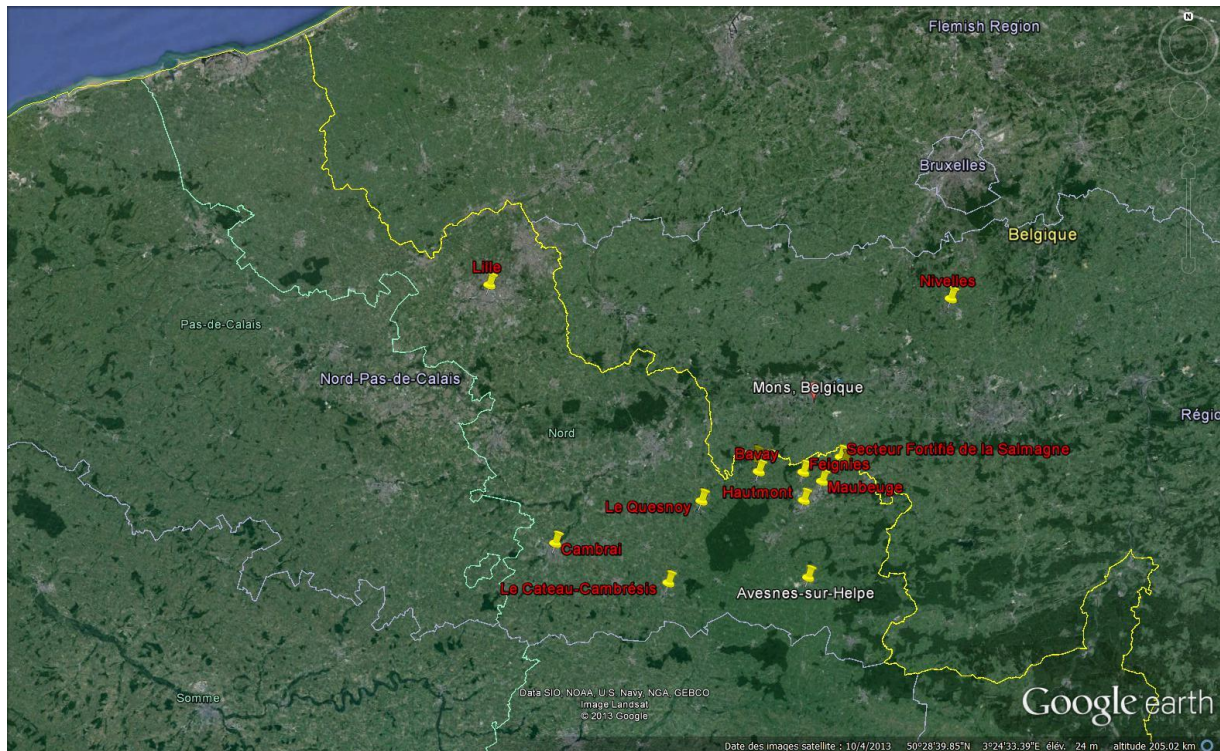 N
Flemish Region
Bruxelles
Belgique
Lille
Nivelles
Pas-de-Calais
Nord-Pas-de-Calais
Mons, Belgique
Régio
Nord
Bavay
Secteur Fortifié de la Salmagne
Feignies
Hautmont
Maubeuge
Le Quesnoy
Cambrai
Le Cateau-Cambrésis
Avesnes-sur-Helpe
Somme
Data SIO, NOAA, U.S. Navy, NGA, GEBCO
Image Landsat
© 2013 Google
Google earth
Date des images satellite : 10/4/2013 50°28'39.85"N 3°24'33.39"E élév. 24 m altitude 205.02 km